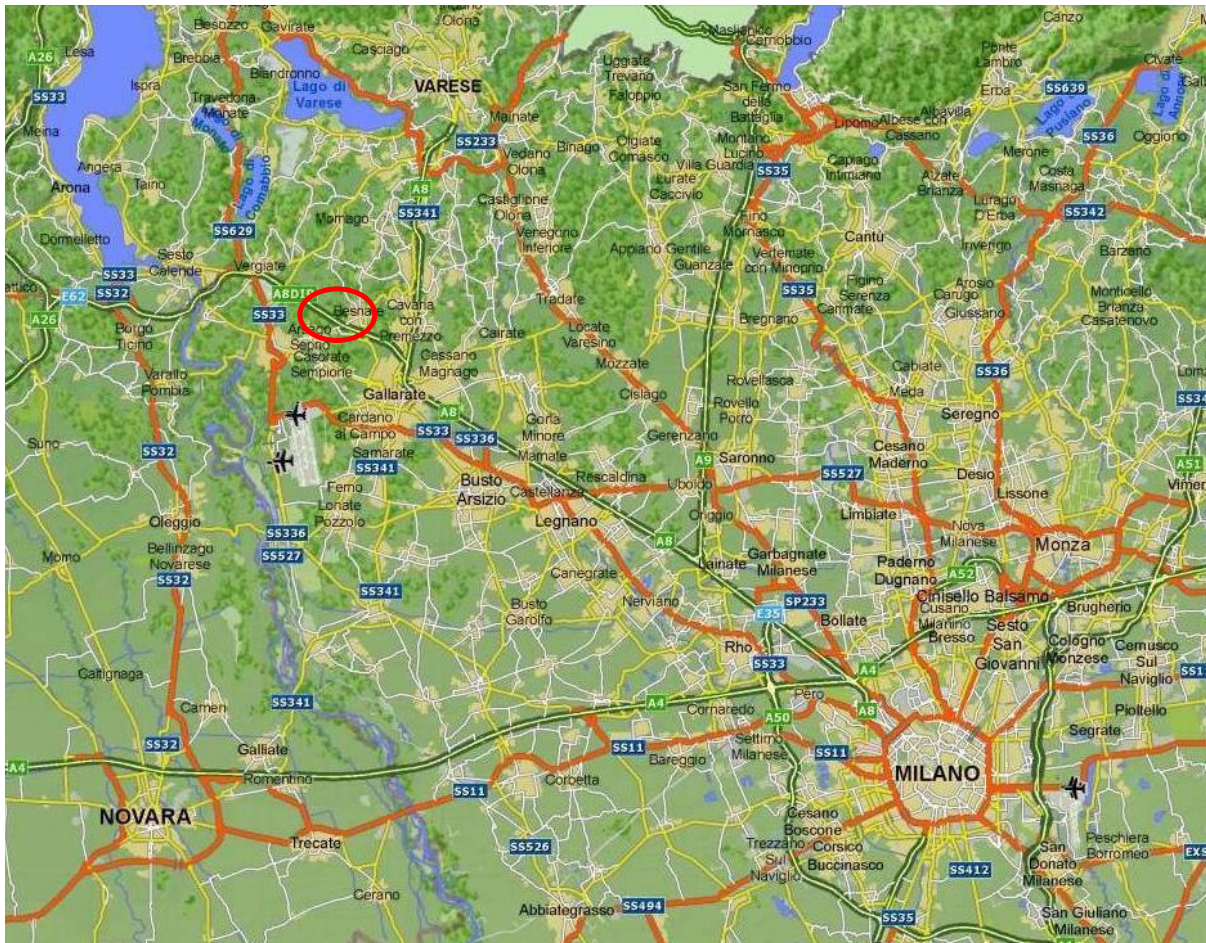 Besozzo
Gavirate
Olona
Casciago
Maslianico
Cernobbio
Canzo
A26
Lesa
Brebbia
Biandronno
Uggiate
Trevano
Ponte
Lambro
Civate
Ispra
Lago di
Varese
VARESE
Faloppio
San Fermo
della
Battaglia
Erba
SS639
SS33
Travedona
Monate
Malnate
Albavilla
Lago di
Pusiano
Meina
SS233
Binago
Olgiate
Comasco
Montano
Lucino
Lipomo
Albese con
Cassano
SS36
Oggiono
Angera
Vedano
Olona
Villa Guardia
SS35
Merone
Arona
Taino
Lago di
Comabbio
A8
Castiglione
Olona
Lurate
Caccivio
Capiago
Intimiano
Alzate
Brianza
Costa
Masnaga
SS341
Mornago
Lurago
D'Erba
SS342
Dormelletto
SS629
Venegono
Inferiore
Appiano Gentile
Fino
Mornasco
Cantù
Inverigo
Barzano
Sesto
Calende
Vergiate
Guanzate
Vertemate
con Minoprio
SS33
SS32
E62
A26
A8DIR
Besnate
Cavaria
con
Premezzo
Tradate
SS35
Figino
Serenza
Carimate
Arosio
Carugo
Giussano
Monticello
Brianza
Casatenovo
SS33
Arsago
Seprio
Borgo
Ticino
Cairate
Locate
Varesino
Bregnano
Casorate
Sempione
Cassano
Magnago
Mozzate
Cabiate
SS36
Varallo
Pombia
Gallarate
Cislago
Rovellasca
Rovello
Porro
Meda
Seregno
A8
Cardano
al Campo
SS33
SS336
Gorla
Minore
Marnate
Gerenzano
Suno
SS32
Samarate
SS341
Saronno
Cesano
Maderno
Desio
A9
SS527
A51
Busto
Arsizio
Rescaldina
Castellanza
Uboldo
Lissone
Ferno
Lonate
Pozzolo
Legnano
Origgio
Limbiate
Oleggio
SS336
SS527
Nova
Milanese
Monza
Momo
Bellinzago
Novarese
SS32
A8
Lainate
Garbagnate
Milanese
Paderno
Dugnano
A52
Canegrate
SS341
Nerviano
Busto
Garolfo
SP233
E35
Bollate
Cinisello Balsamo
Cusano
Milanino
Bresso
Sesto
San
Giovanni
Brugherio
Cologno
Monzese
Cernusco
Sul
Naviglio
Rho
SS33
A4
Caltignaga
Cameri
SS341
A4
Cornaredo
Pero
A50
A8
Pioltello
Segrate
SS32
Galliate
SS11
Bareggio
Settimo
Milanese
SS11
A4
Romentino
Corbetta
MILANO
NOVARA
SS11
Trecate
Cesano
Boscone
Corsico
Buccinasco
Trezzano
Sul
Naviglio
SS526
Peschiera
Borromeo
San
Donato
Milanese
SS412
Cerano
Abbiategrasso
SS494
SS35
San Giuliano
Milanese